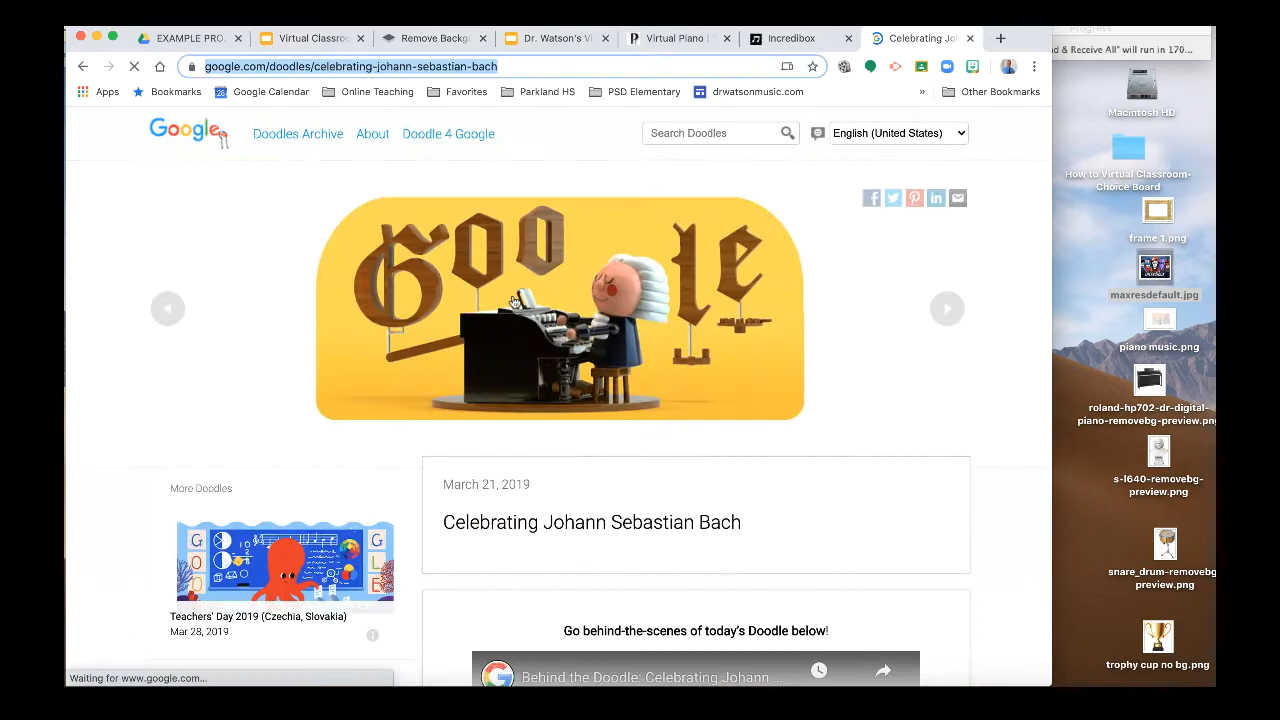 EXAMPLE PRO
Virtual Classro
Remove Backg
Dr. Watson's Vi
Virtual Piano |
Incredibox
Celebrating Jo
Progress
d & Receive All" will run in 170...
google.com/doodles/celebrating-johann-sebastian-bach
Apps
Bookmarks
Google Calendar
Online Teaching
Favorites
Parkland HS
PSD Elementary
drwatsonmusic.com
»
Other Bookmarks
Macintosh HD
Google
Doodles Archive
About
Doodle 4 Google
Search Doodles
English (United States)
How to Virtual Classroom-
Choice Board
frame 1.png
maxresdefault.jpg
piano music.png
roland-hp702-dr-digital-
piano-removebg-preview.png
s-l640-removebg-
preview.png
snare_drum-removebg
preview.png
trophy cup no bg.png
Goo le
More Doodles
G
O
O
G
L
E
Teachers' Day 2019 (Czechia, Slovakia)
Mar 28, 2019
March 21, 2019
Celebrating Johann Sebastian Bach
Go behind-the-scenes of today's Doodle below!
Behind the Doodle: Celebrating Johann ...
Waiting for www.google.com...